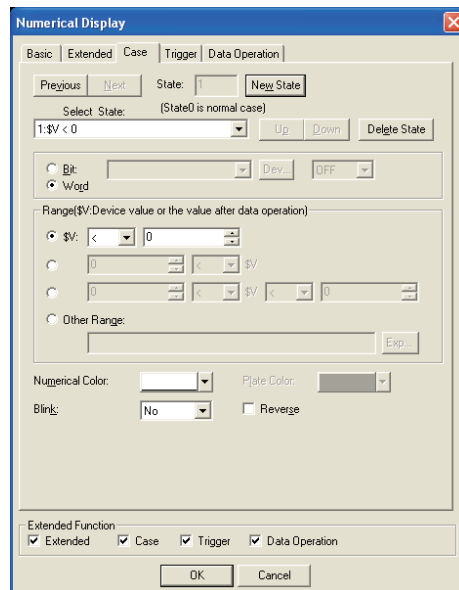 Numerical Display
Basic Extended Case Trigger Data Operation
Previous Next State: 1 New State
Select State: (State0 is normal case)
1:$V < 0 Up Down Delete State
Bit: Dev... OFF
Word
Range($V:Device value or the value after data operation)
$V: < 0
0 < $V
0 < $V < 0
Other Range:
Exp...
Numerical Color: Plate Color:
Blink: No Reverse
Extended Function
Extended Case Trigger Data Operation
OK Cancel